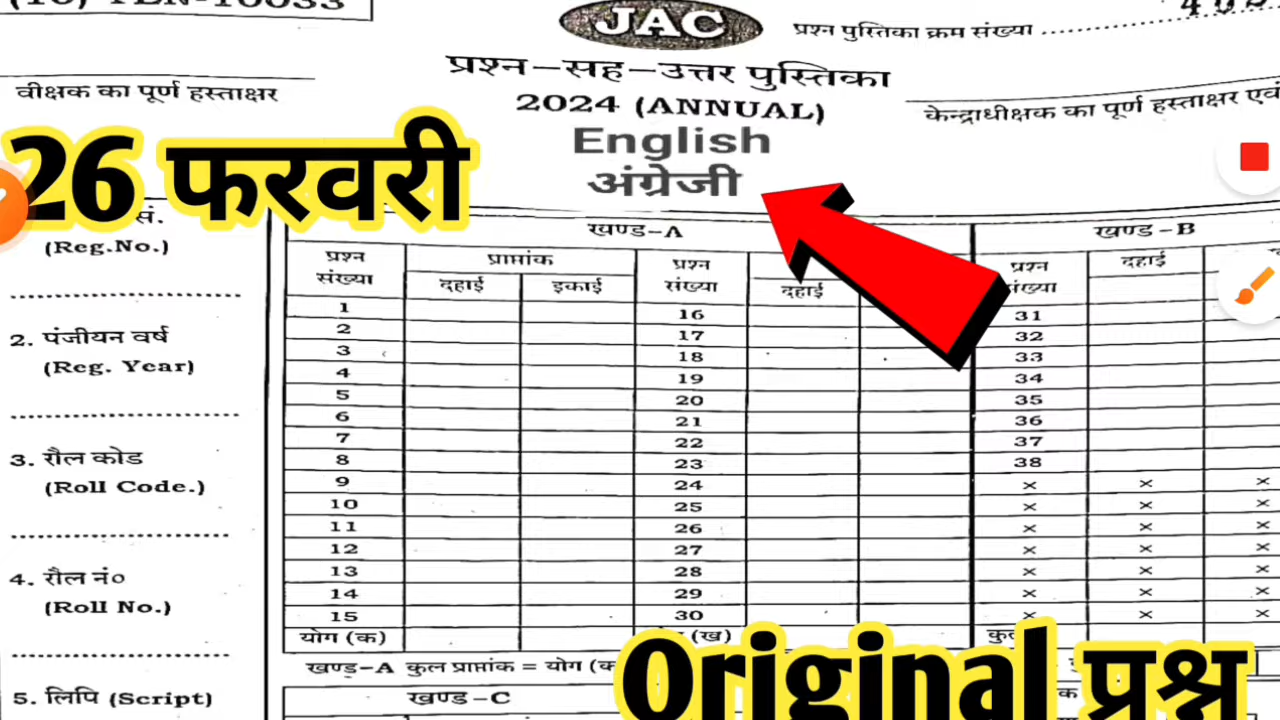 JAC
प्रश्न पुस्तिका क्रम संख्या
प्रश्न-सह-उत्तर पुस्तिका
2024 (ANNUAL)
वीक्षक का पूर्ण हस्ताक्षर
केन्द्राधीक्षक का पूर्ण हस्ताक्षर एवं
English
अंग्रेजी
26 फरवरी
सं.
(Reg.No.)
2. पंजीयन वर्ष
(Reg. Year)
3. रौल कोड
(Roll Code.)
4. रौल नं०
(Roll No.)
5. लिपि (Script)
खण्ड-A खण्ड-B
प्रश्न प्राप्तांक प्रश्न प्रश्न दहाई
संख्या दहाई इकाई संख्या दहाई संख्या
1 16 31
2 17 32
3 18 33
4 19 34
5 20 35
6 21 36
7 22 37
8 23 38
9 24 × × ×
10 25 × × ×
11 26 × × ×
12 27 × × ×
13 28 × × ×
14 29 × × ×
15 30 × × ×
योग (क) (ख)
खण्ड-A कुल प्राप्तांक = योग
खण्ड-C
Original प्रश्न